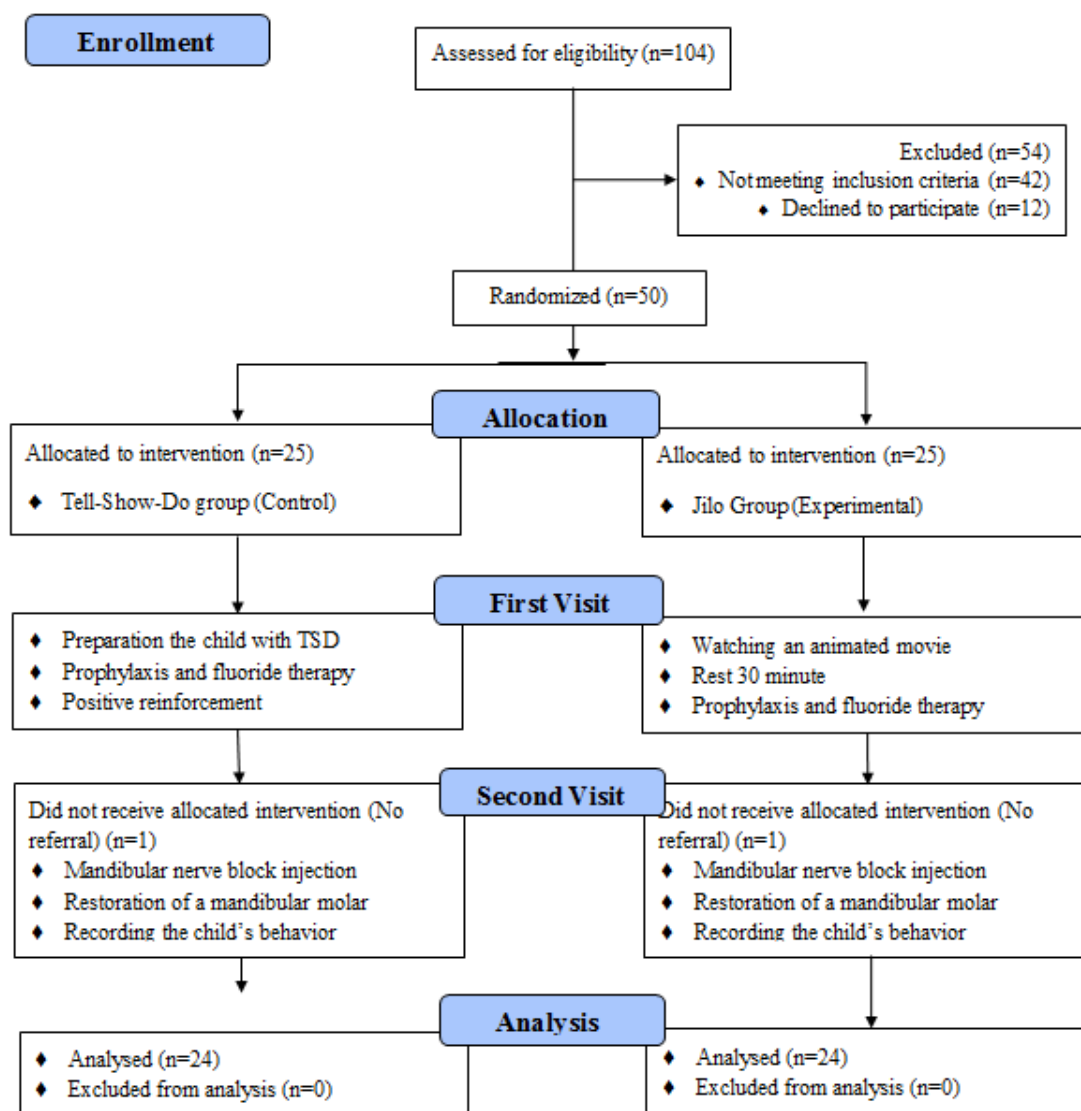 Enrollment
Assessed for eligibility (n=104)
Excluded (n=54)
♦ Not meeting inclusion criteria (n=42)
♦ Declined to participate (n=12)
Randomized (n=50)
Allocation
Allocated to intervention (n=25)
♦ Tell-Show-Do group (Control)
Allocated to intervention (n=25)
♦ Jilo Group (Experimental)
First Visit
♦ Preparation the child with TSD
♦ Prophylaxis and fluoride therapy
♦ Positive reinforcement
♦ Watching an animated movie
♦ Rest 30 minute
♦ Prophylaxis and fluoride therapy
Second Visit
Did not receive allocated intervention (No
referral) (n=1)
♦ Mandibular nerve block injection
♦ Restoration of a mandibular molar
♦ Recording the child's behavior
Did not receive allocated intervention (No
referral) (n=1)
♦ Mandibular nerve block injection
♦ Restoration of a mandibular molar
♦ Recording the child's behavior
Analysis
♦ Analysed (n=24)
♦ Excluded from analysis (n=0)
♦ Analysed (n=24)
♦ Excluded from analysis (n=0)